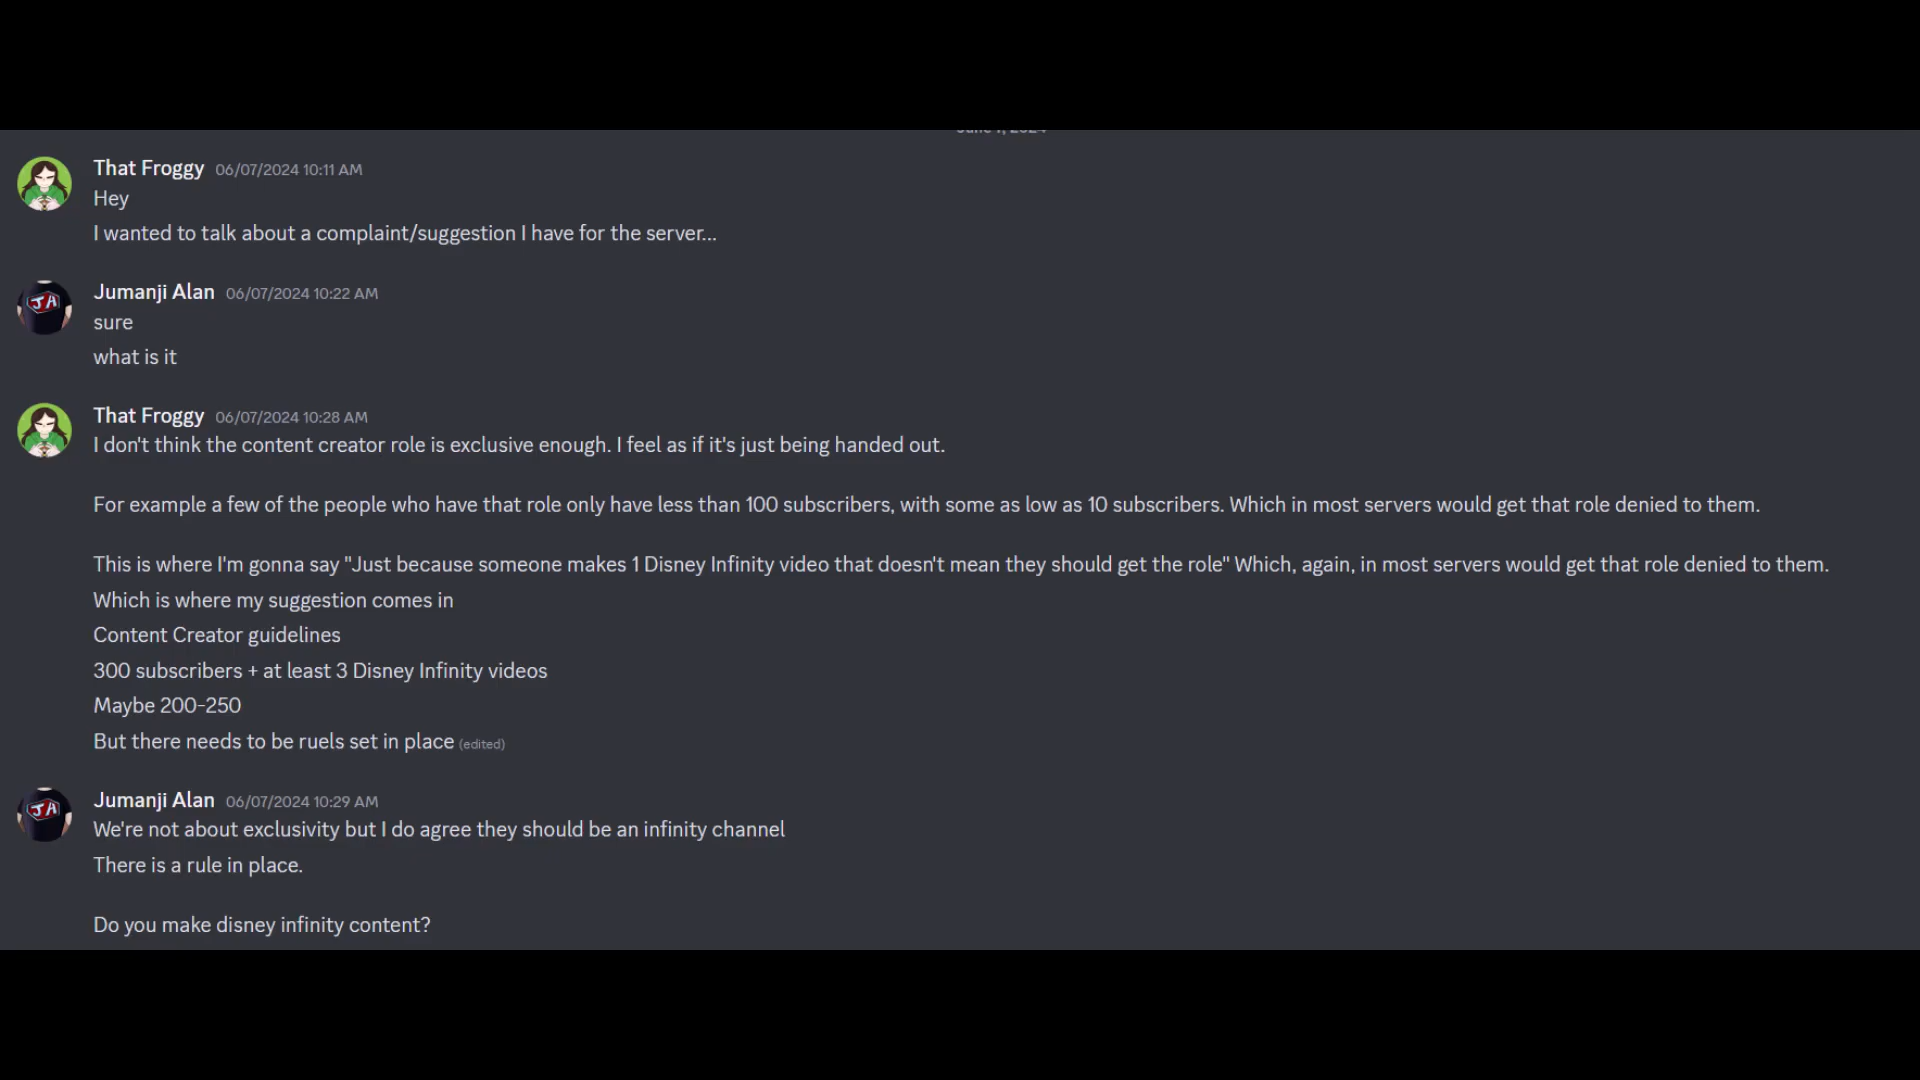 June 7, 2024
That Froggy 06/07/2024 10:11 AM
Hey
I wanted to talk about a complaint/suggestion I have for the server...
Jumanji Alan 06/07/2024 10:22 AM
JA
sure
what is it
That Froggy 06/07/2024 10:28 AM
I don't think the content creator role is exclusive enough. I feel as if it's just being handed out.
For example a few of the people who have that role only have less than 100 subscribers, with some as low as 10 subscribers. Which in most servers would get that role denied to them.
This is where I'm gonna say "Just because someone makes 1 Disney Infinity video that doesn't mean they should get the role" Which, again, in most servers would get that role denied to them.
Which is where my suggestion comes in
Content Creator guidelines
300 subscribers + at least 3 Disney Infinity videos
Maybe 200-250
But there needs to be ruels set in place (edited)
Jumanji Alan 06/07/2024 10:29 AM
JA
We're not about exclusivity but I do agree they should be an infinity channel
There is a rule in place.
Do you make disney infinity content?